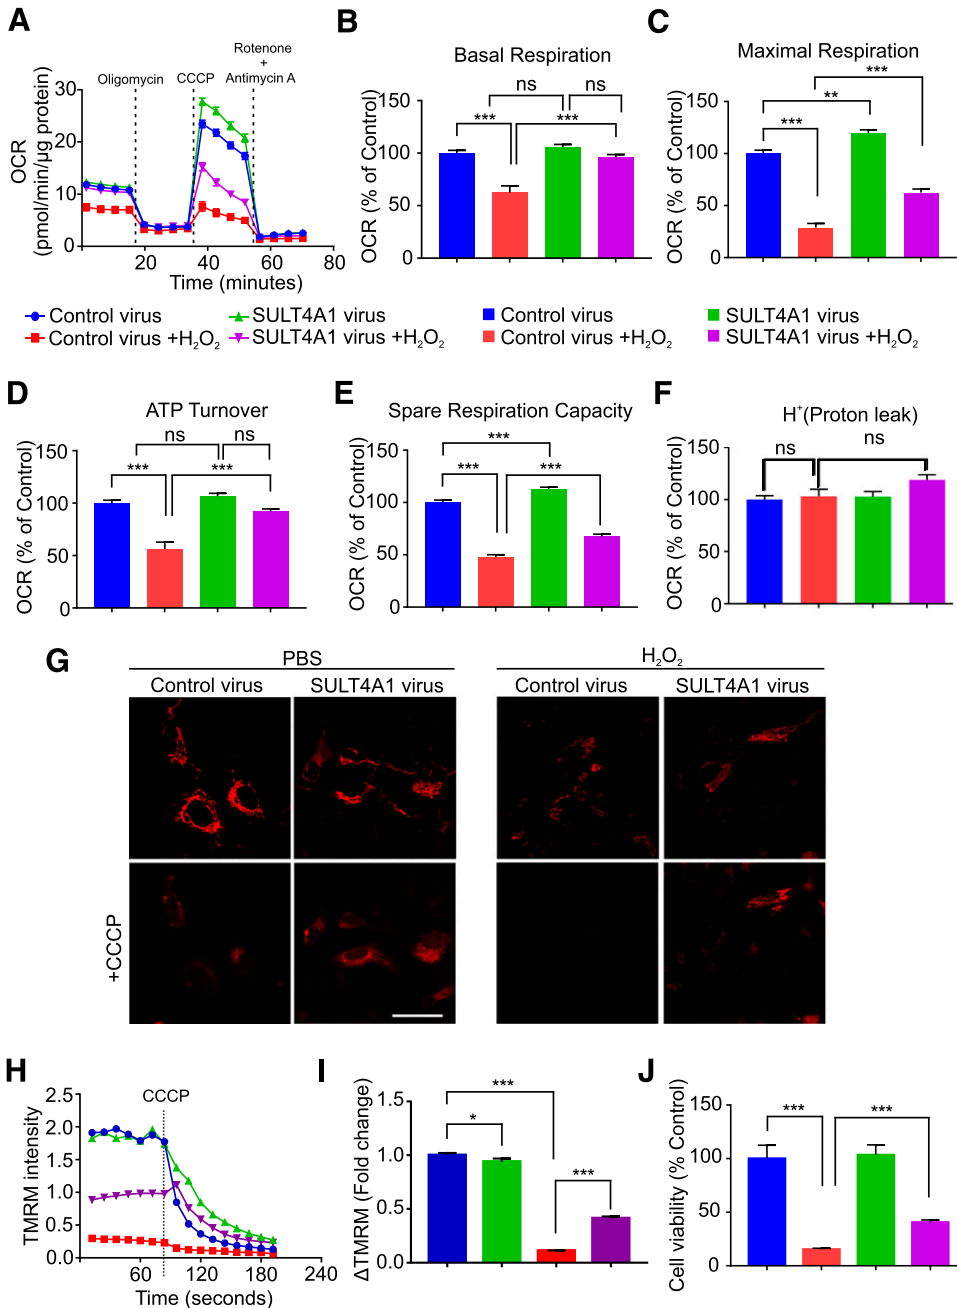 A
Oligomycin
CCCP
Rotenone
+
Antimycin A
OCR
(pmol/min/µg protein)
30
20
10
0
20
40
60
80
Time (minutes)
B
Basal Respiration
OCR (% of Control)
150
100
50
0
***
ns
***
ns
C
Maximal Respiration
OCR (% of Control)
150
100
50
0
***
**
***
Control virus
Control virus +H₂O₂
SULT4A1 virus
SULT4A1 virus +H₂O₂
Control virus
Control virus +H₂O₂
SULT4A1 virus
SULT4A1 virus +H₂O₂
D
ATP Turnover
OCR (% of Control)
150
100
50
0
***
ns
***
ns
E
Spare Respiration Capacity
OCR (% of Control)
150
100
50
0
***
***
***
F
H⁺(Proton leak)
OCR (% of Control)
150
100
50
0
ns
ns
G
PBS
H₂O₂
Control virus
SULT4A1 virus
Control virus
SULT4A1 virus
+CCCP
H
CCCP
TMRM intensity
2.5
2.0
1.5
1.0
0.5
0.0
60
120
180
240
Time (seconds)
I
ΔTMRM (Fold change)
1.5
1.0
0.5
0.0
***
*
***
J
Cell viability (% Control)
150
100
50
0
***
***